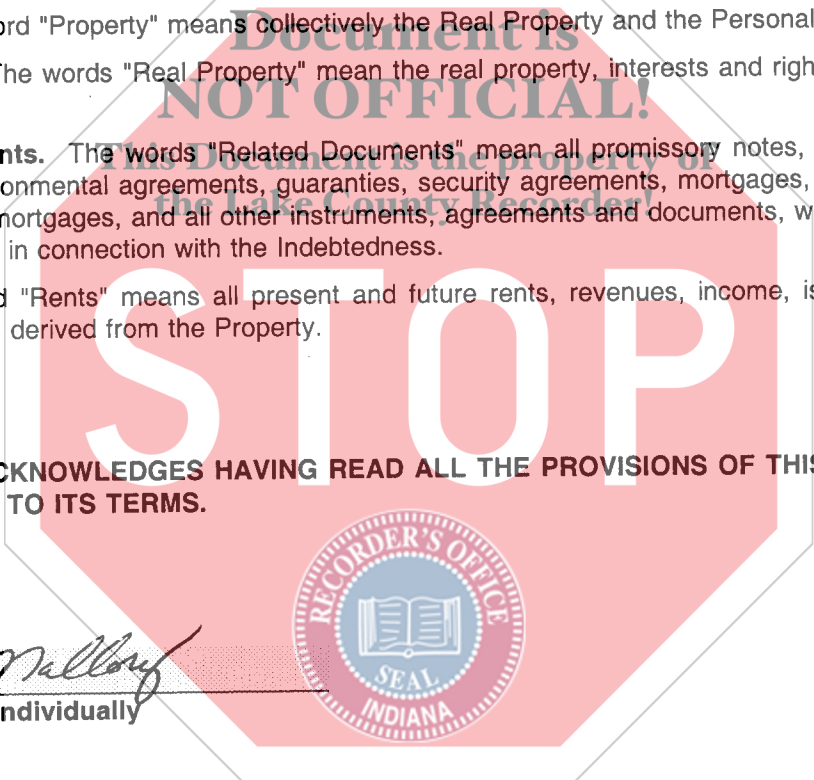 ord "Property" means collectively the Real Property and the Personal
Document is
The words "Real Property" mean the real property, interests and righ
NOT OFFICIAL!
nts. The words "Related Documents" mean all promissory notes,
This Document is the property of
onmental agreements, guaranties, security agreements, mortgages,
the Lake County Recorder!
mortgages, and all other instruments, agreements and documents, w
in connection with the Indebtedness.
d "Rents" means all present and future rents, revenues, income, is
derived from the Property.
STOP
CKNOWLEDGES HAVING READ ALL THE PROVISIONS OF THIS
TO ITS TERMS.
RECORDER'S OFFICE
SEAL
INDIANA
Mallory
ndividually